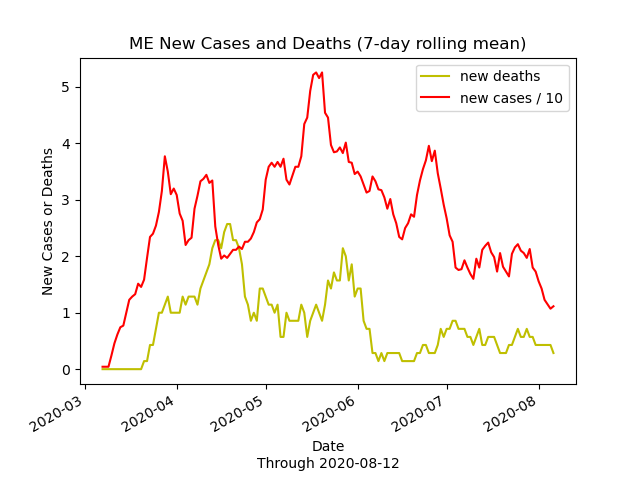 ME New Cases and Deaths (7-day rolling mean)
new deaths
new cases / 10
New Cases or Deaths
5
4
3
2
1
0
2020-03
2020-04
2020-05
2020-06
2020-07
2020-08
Date
Through 2020-08-12